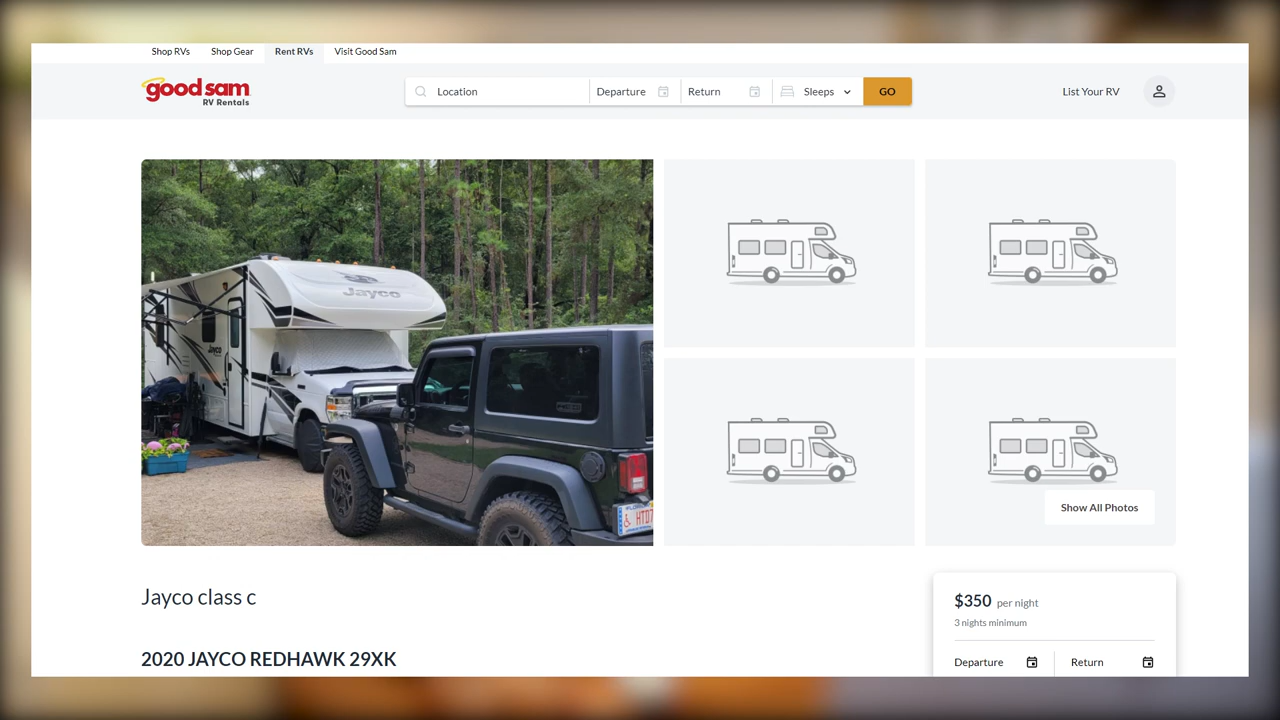 Shop RVs Shop Gear Rent RVs Visit Good Sam
good sam
RV Rentals
Location Departure Return Sleeps GO
List Your RV
Jayco
Jayco
Show All Photos
Jayco class c
2020 JAYCO REDHAWK 29XK
$350 per night
3 nights minimum
Departure Return